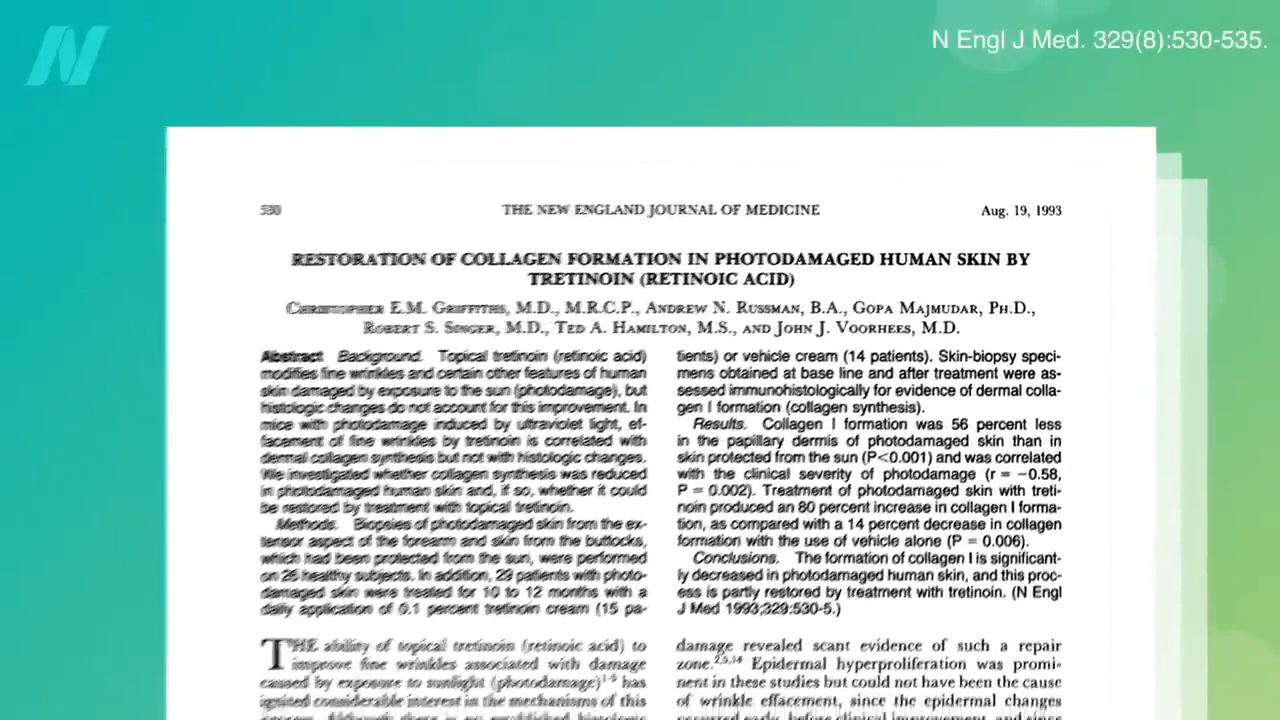 N Engl J Med. 329(8):530-535.
530
THE NEW ENGLAND JOURNAL OF MEDICINE
Aug. 19, 1993
RESTORATION OF COLLAGEN FORMATION IN PHOTODAMAGED HUMAN SKIN BY
TRETINOIN (RETINOIC ACID)
CHRISTOPHER E.M. GRIFFITHS, M.D., M.R.C.P., ANDREW N. RUSSMAN, B.A., GOPA MAJMUDAR, PH.D.,
ROBERT S. SINGER, M.D., TED A. HAMILTON, M.S., AND JOHN J. VOORHEES, M.D.
Abstract Background. Topical tretinoin (retinoic acid)
modifies fine wrinkles and certain other features of human
skin damaged by exposure to the sun (photodamage), but
histologic changes do not account for this improvement. In
mice with photodamage induced by ultraviolet light, ef-
facement of fine wrinkles by tretinoin is correlated with
dermal collagen synthesis but not with histologic changes.
We investigated whether collagen synthesis was reduced
in photodamaged human skin and, if so, whether it could
be restored by treatment with topical tretinoin.
Methods. Biopsies of photodamaged skin from the ex-
tensor aspect of the forearm and skin from the buttocks,
which had been protected from the sun, were performed
on 26 healthy subjects. In addition, 29 patients with photo-
damaged skin were treated for 10 to 12 months with a
daily application of 0.1 percent tretinoin cream (15 pa-
tients) or vehicle cream (14 patients). Skin-biopsy speci-
mens obtained at base line and after treatment were as-
sessed immunohistologically for evidence of dermal colla-
gen I formation (collagen synthesis).
Results. Collagen I formation was 56 percent less
in the papillary dermis of photodamaged skin than in
skin protected from the sun (P<0.001) and was correlated
with the clinical severity of photodamage (r = −0.58,
P = 0.002). Treatment of photodamaged skin with treti-
noin produced an 80 percent increase in collagen I forma-
tion, as compared with a 14 percent decrease in collagen
formation with the use of vehicle alone (P = 0.006).
Conclusions. The formation of collagen I is significant-
ly decreased in photodamaged human skin, and this proc-
ess is partly restored by treatment with tretinoin. (N Engl
J Med 1993;329:530-5.)
THE ability of topical tretinoin (retinoic acid) to
improve fine wrinkles associated with damage
caused by exposure to sunlight (photodamage)1-6 has
ignited considerable interest in the mechanisms of this
damage revealed scant evidence of such a repair
zone.2,5,14 Epidermal hyperproliferation was promi-
nent in these studies but could not have been the cause
of wrinkle effacement, since the epidermal changes